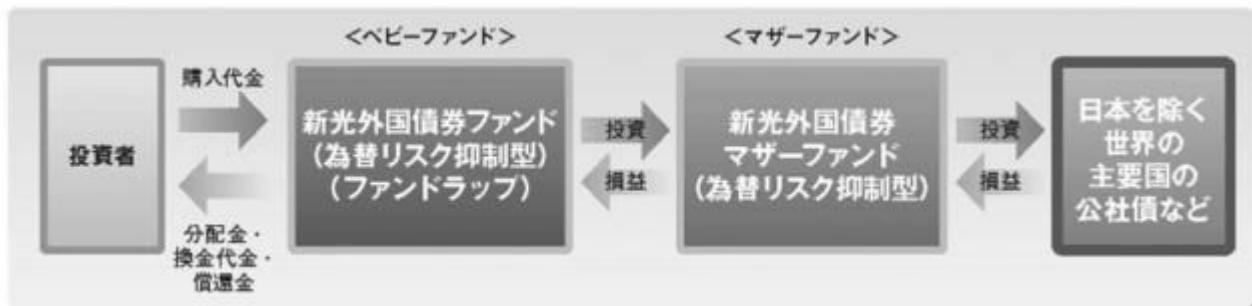 <ベビーファンド>
<マザーファンド>
投資者
購入代金
分配金・
換金代金・
償還金
新光外国債券ファンド
(為替リスク抑制型)
(ファンドラップ)
投資
損益
新光外国債券
マザーファンド
(為替リスク抑制型)
投資
損益
日本を除く
世界の
主要国の
公社債など